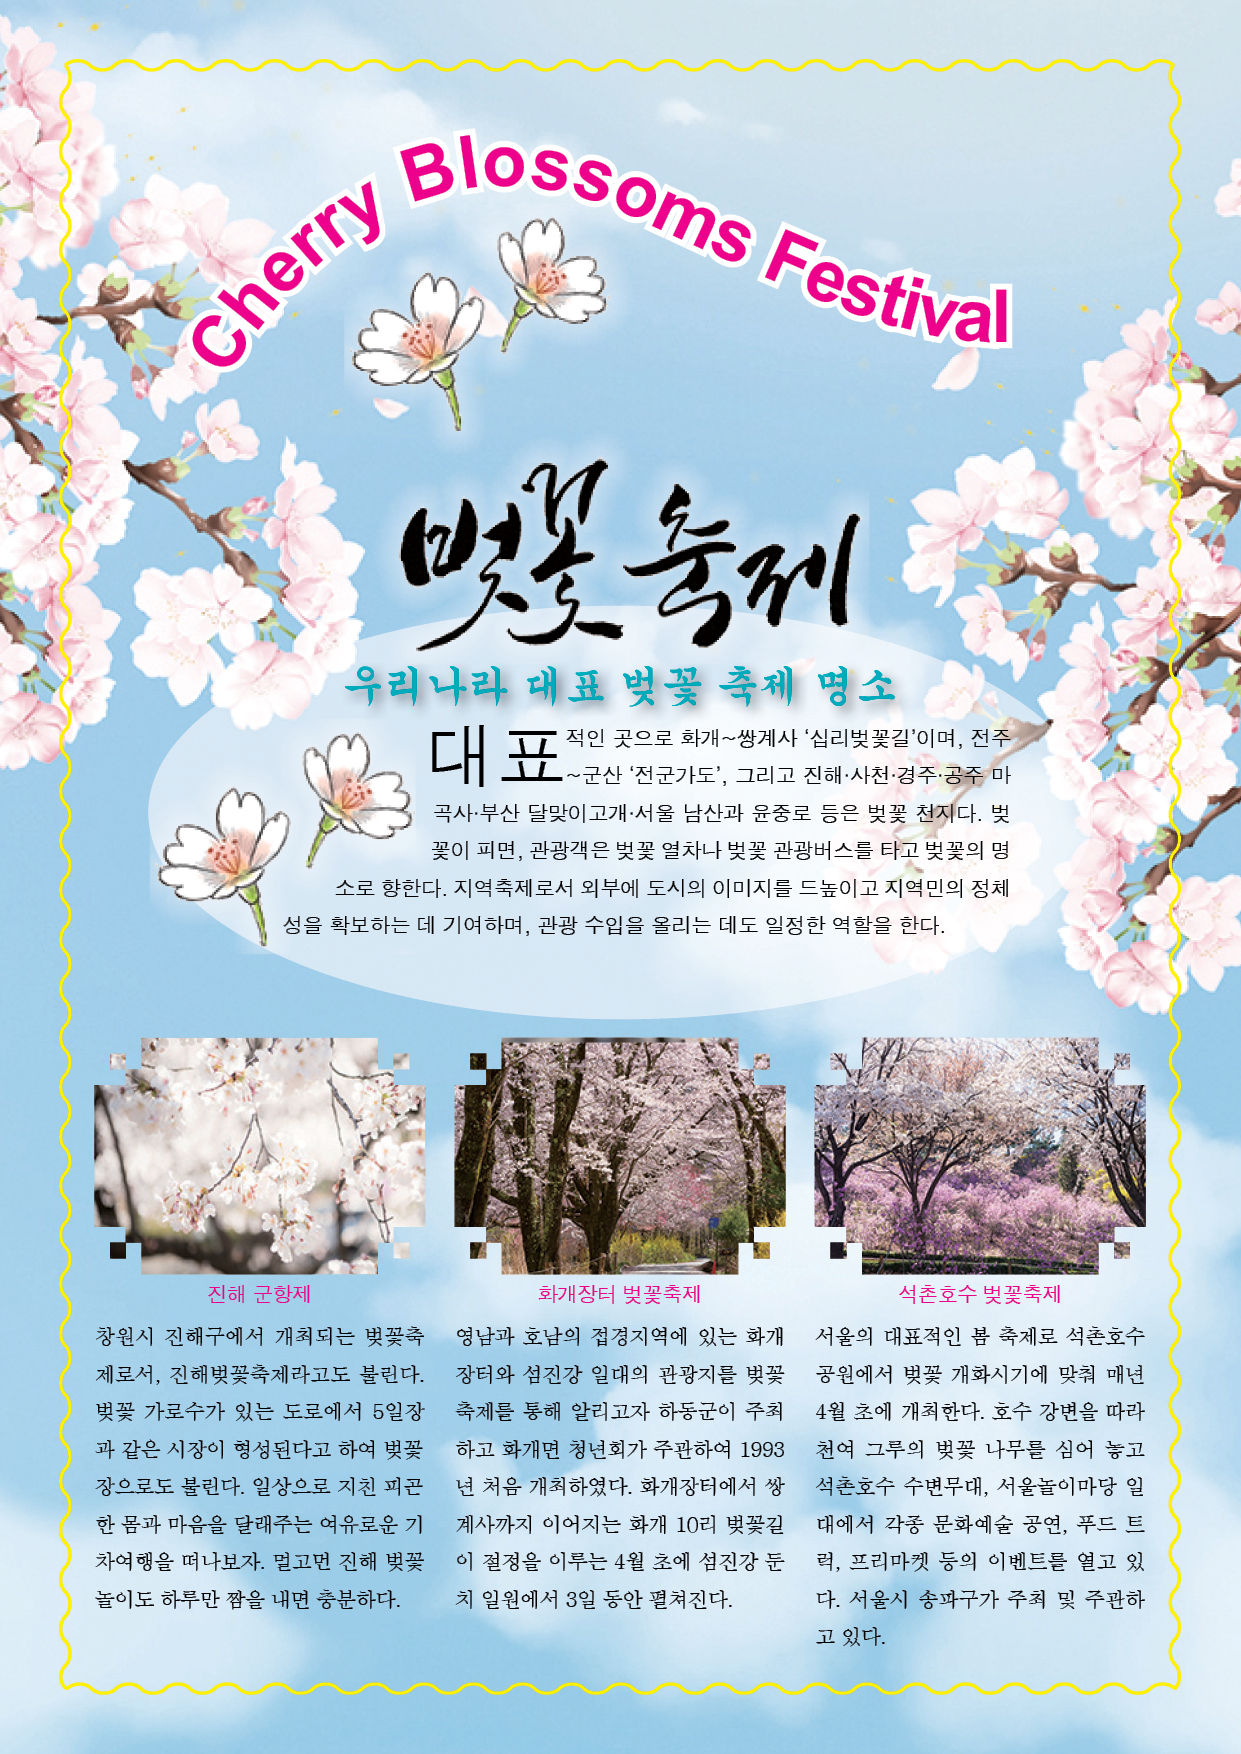 Cherry Blossoms Festival
벚꽃 축제
우리나라 대표 벚꽃 축제 명소
대표적인 곳으로 화개~쌍계사 ‘십리벚꽃길’이며, 전주
~군산 ‘전군가도’, 그리고 진해·사천·경주·공주 마
곡사·부산 달맞이고개·서울 남산과 윤중로 등은 벚꽃 천지다. 벚
꽃이 피면, 관광객은 벚꽃 열차나 벚꽃 관광버스를 타고 벚꽃의 명
소로 향한다. 지역축제로서 외부에 도시의 이미지를 드높이고 지역민의 정체
성을 확보하는 데 기여하며, 관광 수입을 올리는 데도 일정한 역할을 한다.
진해 군항제
창원시 진해구에서 개최되는 벚꽃축
제로서, 진해벚꽃축제라고도 불린다.
벚꽃 가로수가 있는 도로에서 5일장
과 같은 시장이 형성된다고 하여 벚꽃
장으로도 불린다. 일상으로 지친 피곤
한 몸과 마음을 달래주는 여유로운 기
차여행을 떠나보자. 멀고먼 진해 벚꽃
놀이도 하루만 짬을 내면 충분하다.
화개장터 벚꽃축제
영남과 호남의 접경지역에 있는 화개
장터와 섬진강 일대의 관광지를 벚꽃
축제를 통해 알리고자 하동군이 주최
하고 화개면 청년회가 주관하여 1993
년 처음 개최하였다. 화개장터에서 쌍
계사까지 이어지는 화개 10리 벚꽃길
이 절정을 이루는 4월 초에 섬진강 둔
치 일원에서 3일 동안 펼쳐진다.
석촌호수 벚꽃축제
서울의 대표적인 봄 축제로 석촌호수
공원에서 벚꽃 개화시기에 맞춰 매년
4월 초에 개최한다. 호수 강변을 따라
천여 그루의 벚꽃 나무를 심어 놓고
석촌호수 수변무대, 서울놀이마당 일
대에서 각종 문화예술 공연, 푸드 트
럭, 프리마켓 등의 이벤트를 열고 있
다. 서울시 송파구가 주최 및 주관하
고 있다.